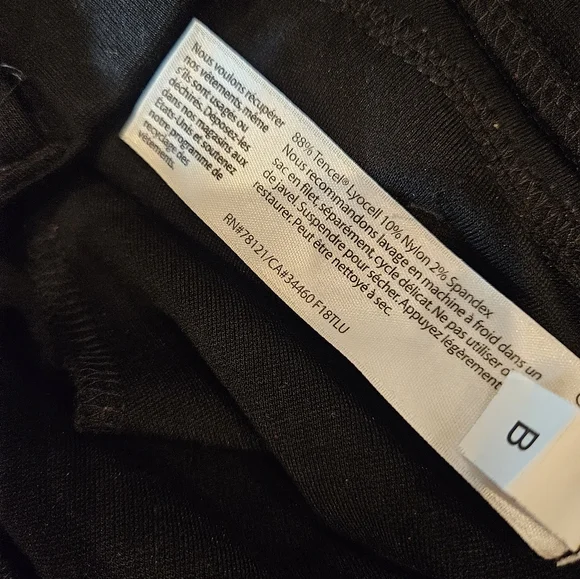 Nous voulons récupérer
nos vêtements, même
s'ils sont usagés ou
déchirés. Déposez-les
dans nos magasins aux
États-Unis et soutenez
notre programme de
recyclage des
vêtements.
88% Tencel® Lyocell 10% Nylon 2% Spandex
Nous recommandons lavage en machine à froid dans un
sac en filet, séparément, cycle délicat. Ne pas utiliser
de javel. Suspendre pour sécher. Appuyez légèrement
restaurer. Peut être nettoyé à sec.
RN#78121/CA#34460 F18TLU
B